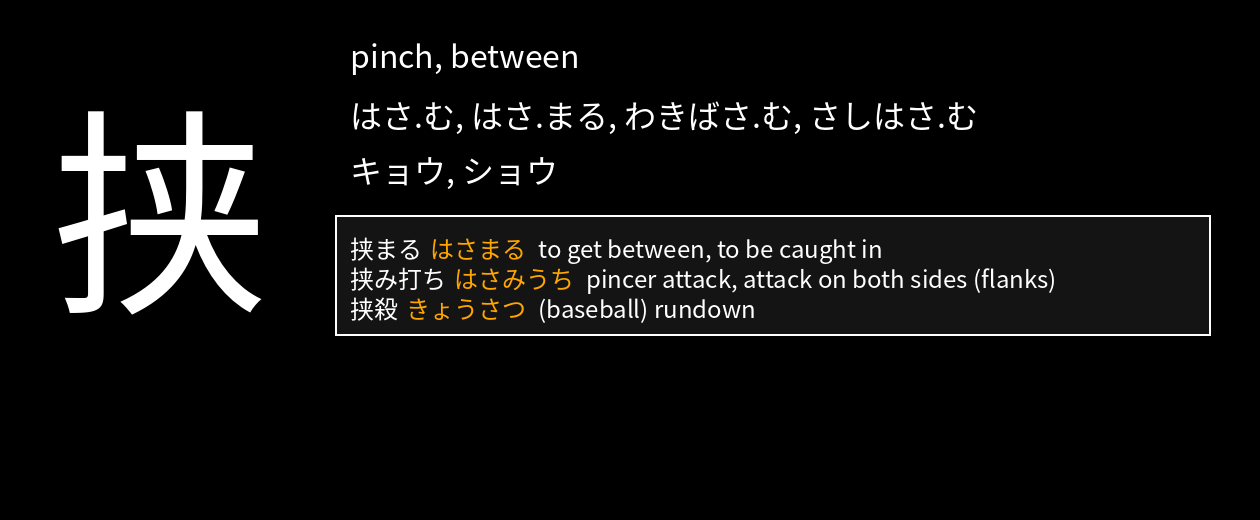 挟
pinch, between
はさ.む, はさ.まる, わきばさ.む, さしはさ.む
キョウ, ショウ
挟まる はさまる to get between, to be caught in
挟み打ち はさみうち pincer attack, attack on both sides (flanks)
挟殺 きょうさつ (baseball) rundown